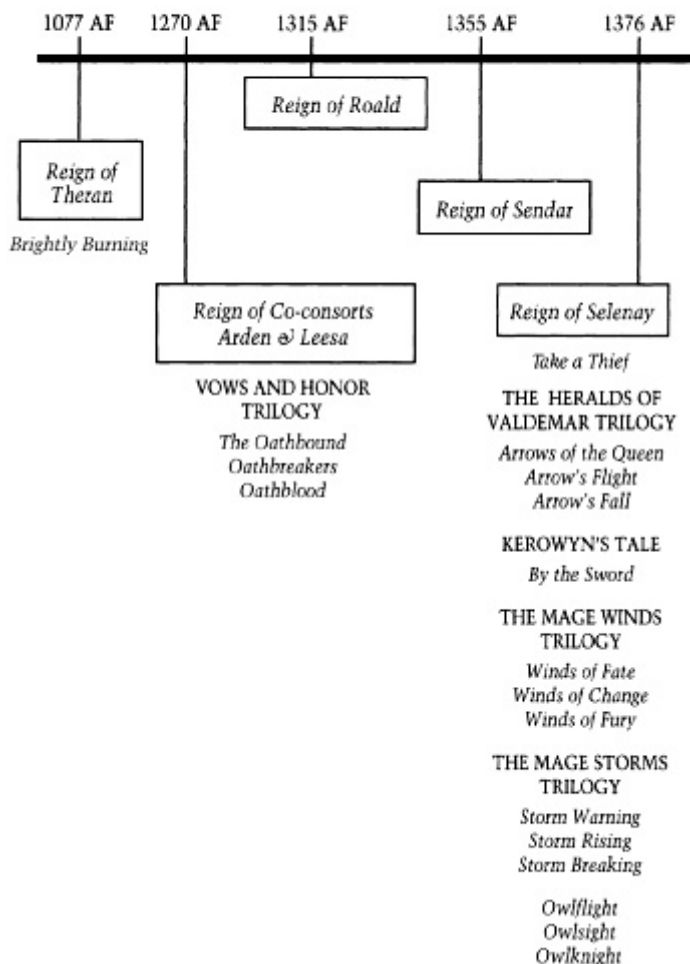 1077 AF 1270 AF 1315 AF 1355 AF 1376 AF
Reign of Roald
Reign of
Theran
Brightly Burning
Reign of Sendar
Reign of Co-consorts
Arden & Leesa
VOWS AND HONOR
TRILOGY
The Oathbound
Oathbreakers
Oathblood
Reign of Selenay
Take a Thief
THE HERALDS OF
VALDEMAR TRILOGY
Arrows of the Queen
Arrow's Flight
Arrow's Fall
KEROWYN'S TALE
By the Sword
THE MAGE WINDS
TRILOGY
Winds of Fate
Winds of Change
Winds of Fury
THE MAGE STORMS
TRILOGY
Storm Warning
Storm Rising
Storm Breaking
Owlflight
Owlsight
Owlknight